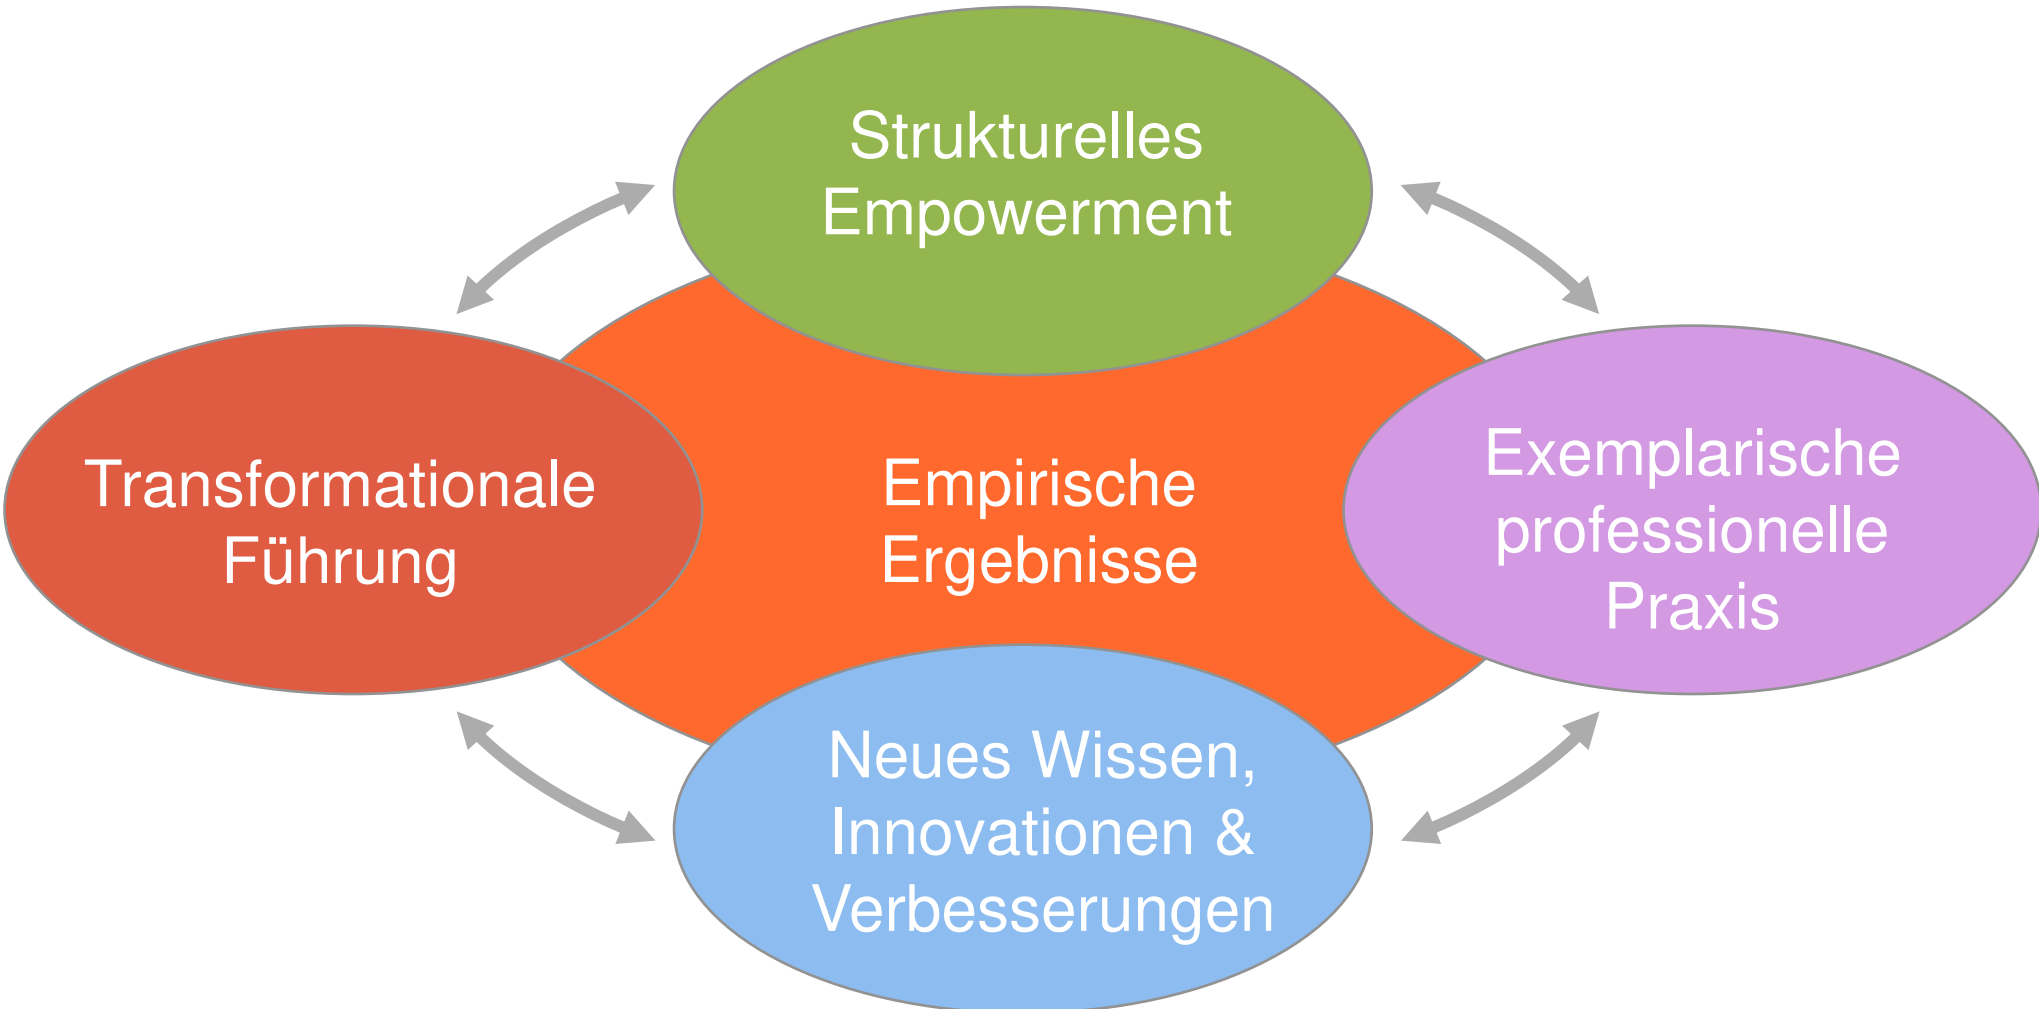 Strukturelles
Empowerment
Transformationale
Führung
Empirische
Ergebnisse
Exemplarische
professionelle
Praxis
Neues Wissen,
Innovationen &
Verbesserungen